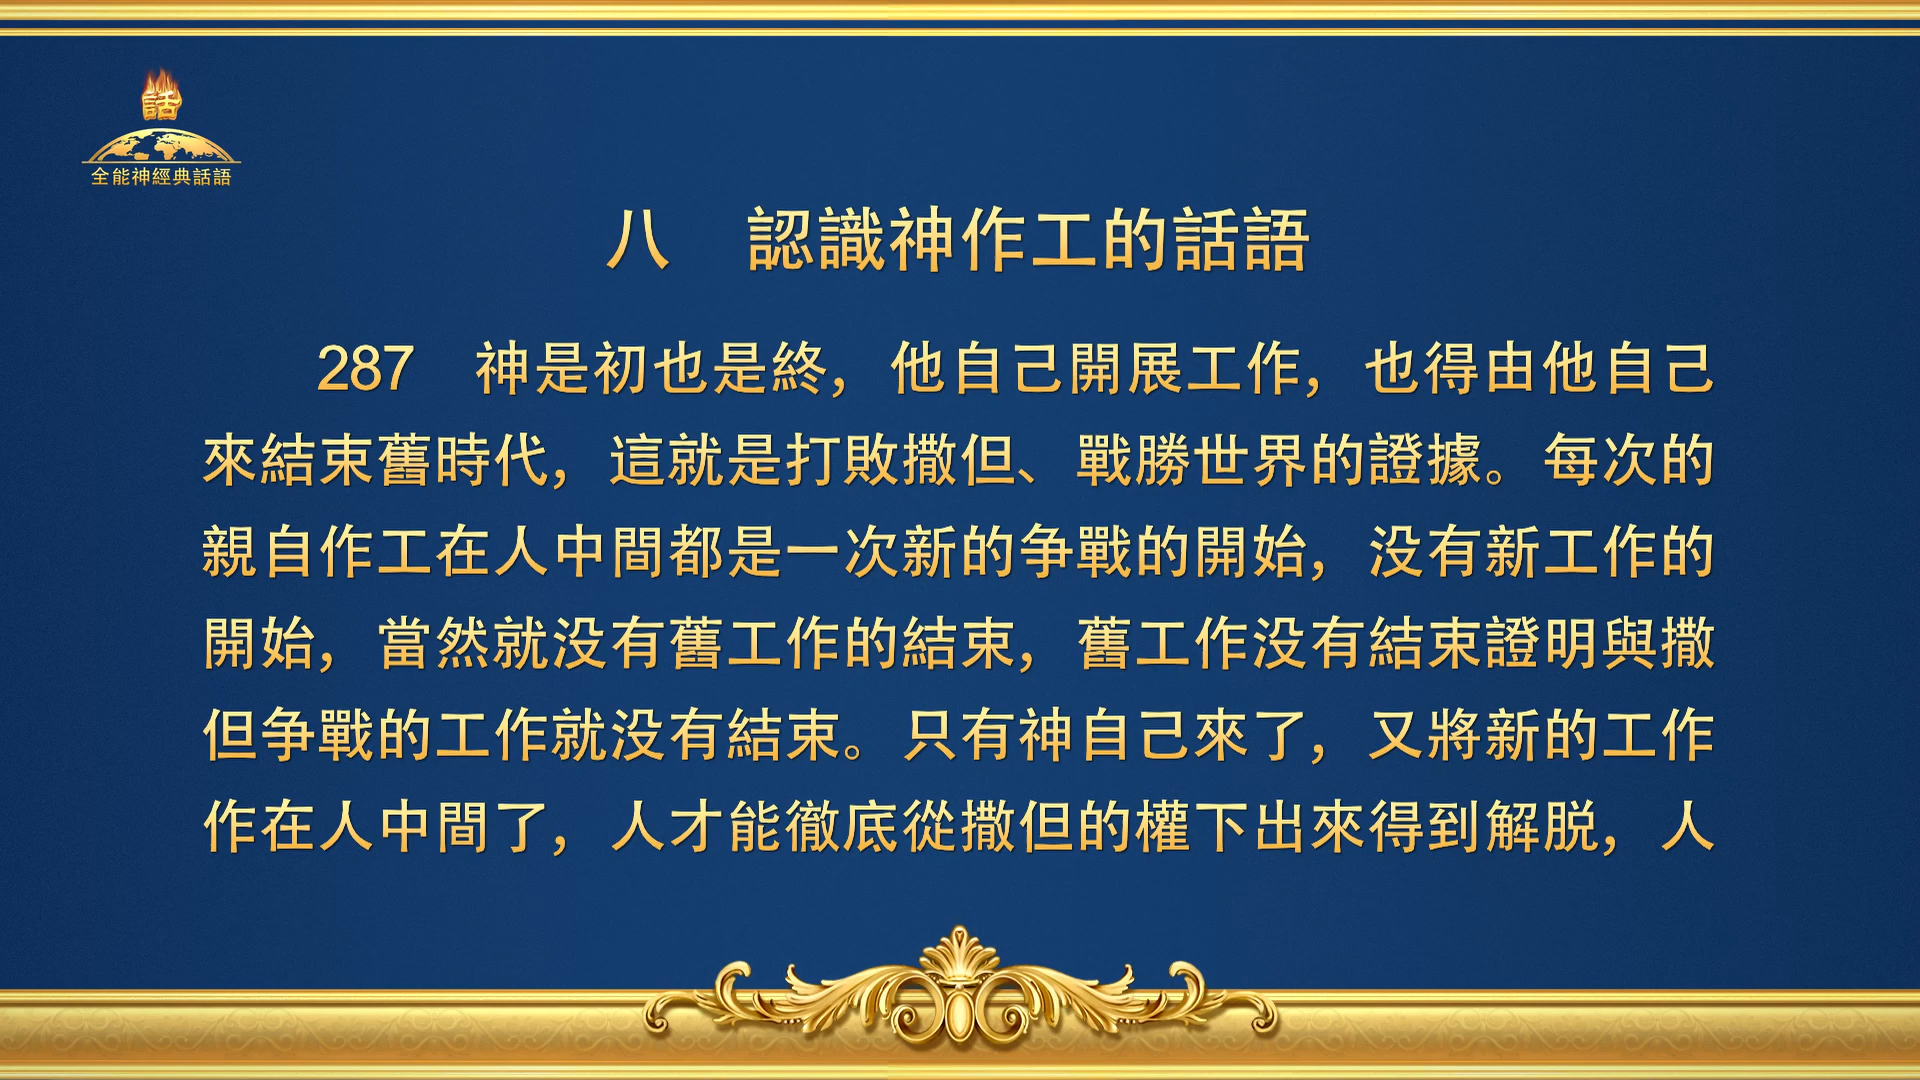 話
全能神經典話語
八　認識神作工的話語
287　神是初也是終，他自己開展工作，也得由他自己
來結束舊時代，這就是打敗撒但、戰勝世界的證據。每次的
親自作工在人中間都是一次新的争戰的開始，没有新工作的
開始，當然就没有舊工作的結束，舊工作没有結束證明與撒
但争戰的工作就没有結束。只有神自己來了，又將新的工作
作在人中間了，人才能徹底從撒但的權下出來得到解脱，人